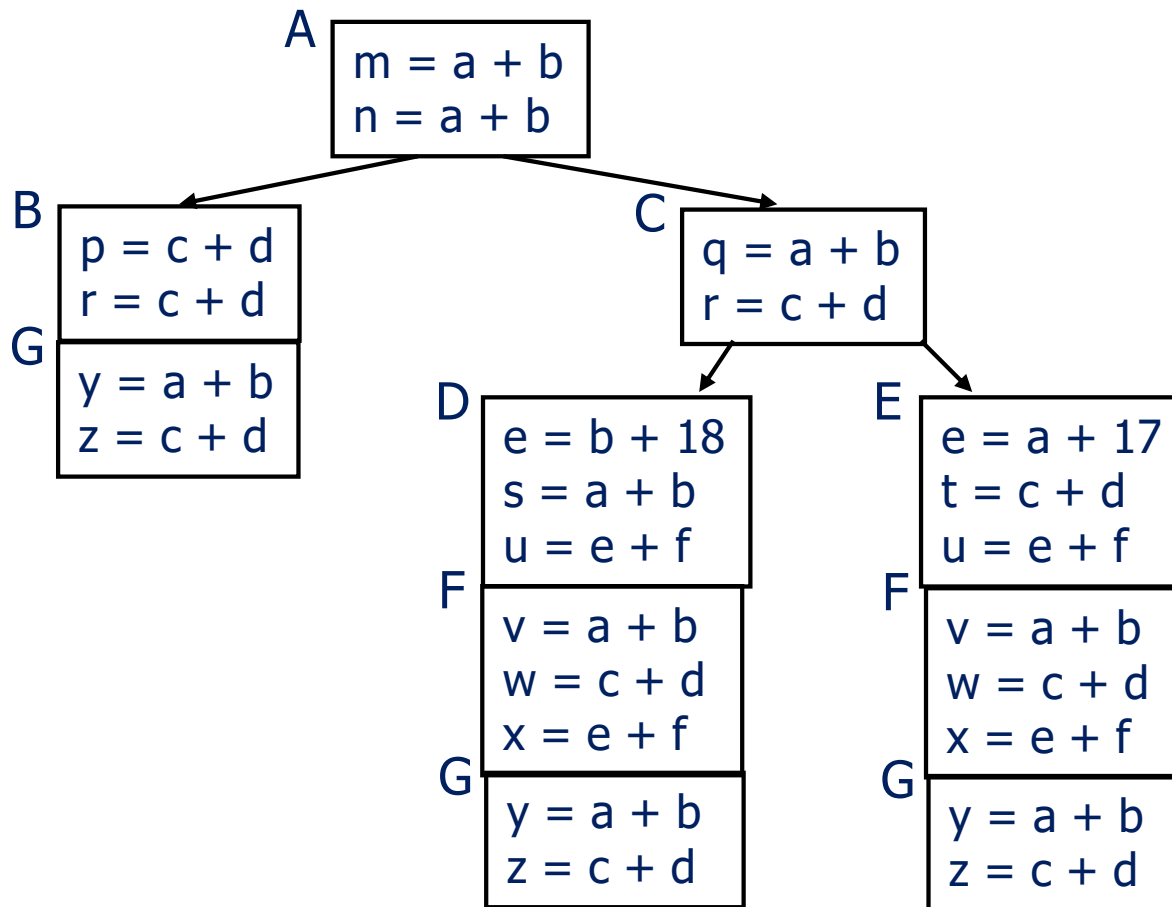 A
m = a + b
n = a + b
B
p = c + d
r = c + d
G
y = a + b
z = c + d
C
q = a + b
r = c + d
D
e = b + 18
s = a + b
u = e + f
F
v = a + b
w = c + d
x = e + f
G
y = a + b
z = c + d
E
e = a + 17
t = c + d
u = e + f
F
v = a + b
w = c + d
x = e + f
G
y = a + b
z = c + d